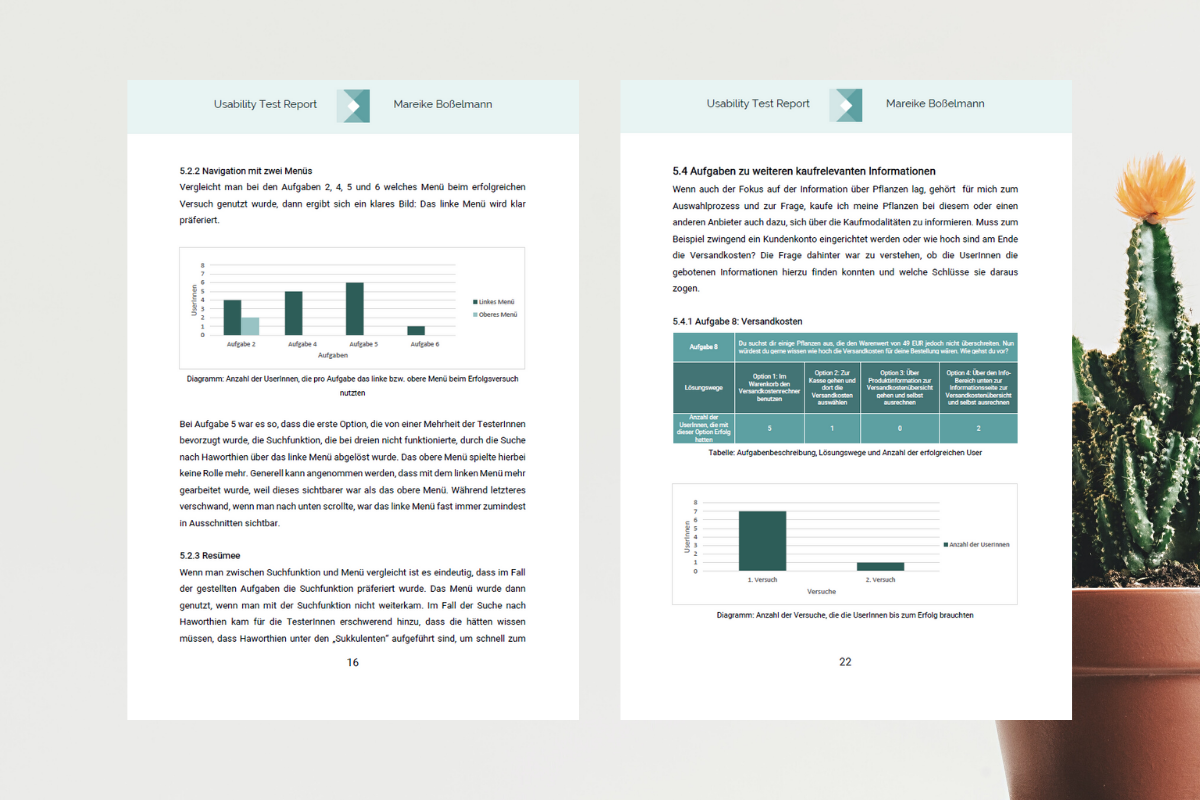 Usability Test Report
Mareike Boßelmann
5.2.2 Navigation mit zwei Menüs
Vergleicht man bei den Aufgaben 2, 4, 5 und 6 welches Menü beim erfolgreichen
Versuch genutzt wurde, dann ergibt sich ein klares Bild: Das linke Menü wird klar
präferiert.
8
7
6
5
4
3
2
1
0
UserInnen
Aufgabe 2
Aufgabe 4
Aufgabe 5
Aufgabe 6
Aufgaben
Linkes Menü
Oberes Menü
Diagramm: Anzahl der UserInnen, die pro Aufgabe das linke bzw. obere Menü beim Erfolgsversuch
nutzten
Bei Aufgabe 5 war es so, dass die erste Option, die von einer Mehrheit der TesterInnen
bevorzugt wurde, die Suchfunktion, die bei dreien nicht funktionierte, durch die Suche
nach Haworthien über das linke Menü abgelöst wurde. Das obere Menü spielte hierbei
keine Rolle mehr. Generell kann angenommen werden, dass mit dem linken Menü mehr
gearbeitet wurde, weil dieses sichtbarer war als das obere Menü. Während letzteres
verschwand, wenn man nach unten scrollte, war das linke Menü fast immer zumindest
in Ausschnitten sichtbar.
5.2.3 Resümee
Wenn man zwischen Suchfunktion und Menü vergleicht ist es eindeutig, dass im Fall
der gestellten Aufgaben die Suchfunktion präferiert wurde. Das Menü wurde dann
genutzt, wenn man mit der Suchfunktion nicht weiterkam. Im Fall der Suche nach
Haworthien kam für die TesterInnen erschwerend hinzu, dass die hätten wissen
müssen, dass Haworthien unter den „Sukkulenten“ aufgeführt sind, um schnell zum
16
Usability Test Report
Mareike Boßelmann
5.4 Aufgaben zu weiteren kaufrelevanten Informationen
Wenn auch der Fokus auf der Information über Pflanzen lag, gehört für mich zum
Auswahlprozess und zur Frage, kaufe ich meine Pflanzen bei diesem oder einen
anderen Anbieter auch dazu, sich über die Kaufmodalitäten zu informieren. Muss zum
Beispiel zwingend ein Kundenkonto eingerichtet werden oder wie hoch sind am Ende
die Versandkosten? Die Frage dahinter war zu verstehen, ob die UserInnen die
gebotenen Informationen hierzu finden konnten und welche Schlüsse sie daraus
zogen.
5.4.1 Aufgabe 8: Versandkosten
Aufgabe 8
Du suchst dir einige Pflanzen aus, die den Warenwert von 49 EUR jedoch nicht überschreiten. Nun
würdest du gerne wissen wie hoch die Versandkosten für deine Bestellung wären. Wie gehst du vor?
Lösungswege
Option 1: Im
Warenkorb den
Versandkostenrechner
benutzen
Option 2: Zur
Kasse gehen und
dort die
Versandkosten
auswählen
Option 3: Über
Produktinformation zur
Versandkostenübersicht
gehen und selbst
ausrechnen
Option 4: Über den Info-
Bereich unten zur
Informationsseite zur
Versandkostenübersicht
und selbst ausrechnen
Anzahl der
UserInnen, die mit
dieser Option Erfolg
hatten
5
1
0
2
Tabelle: Aufgabenbeschreibung, Lösungswege und Anzahl der erfolgreichen User
8
7
6
5
4
3
2
1
0
UserInnen
1. Versuch
2. Versuch
Versuche
Anzahl der UserInnen
Diagramm: Anzahl der Versuche, die die UserInnen bis zum Erfolg brauchten
22